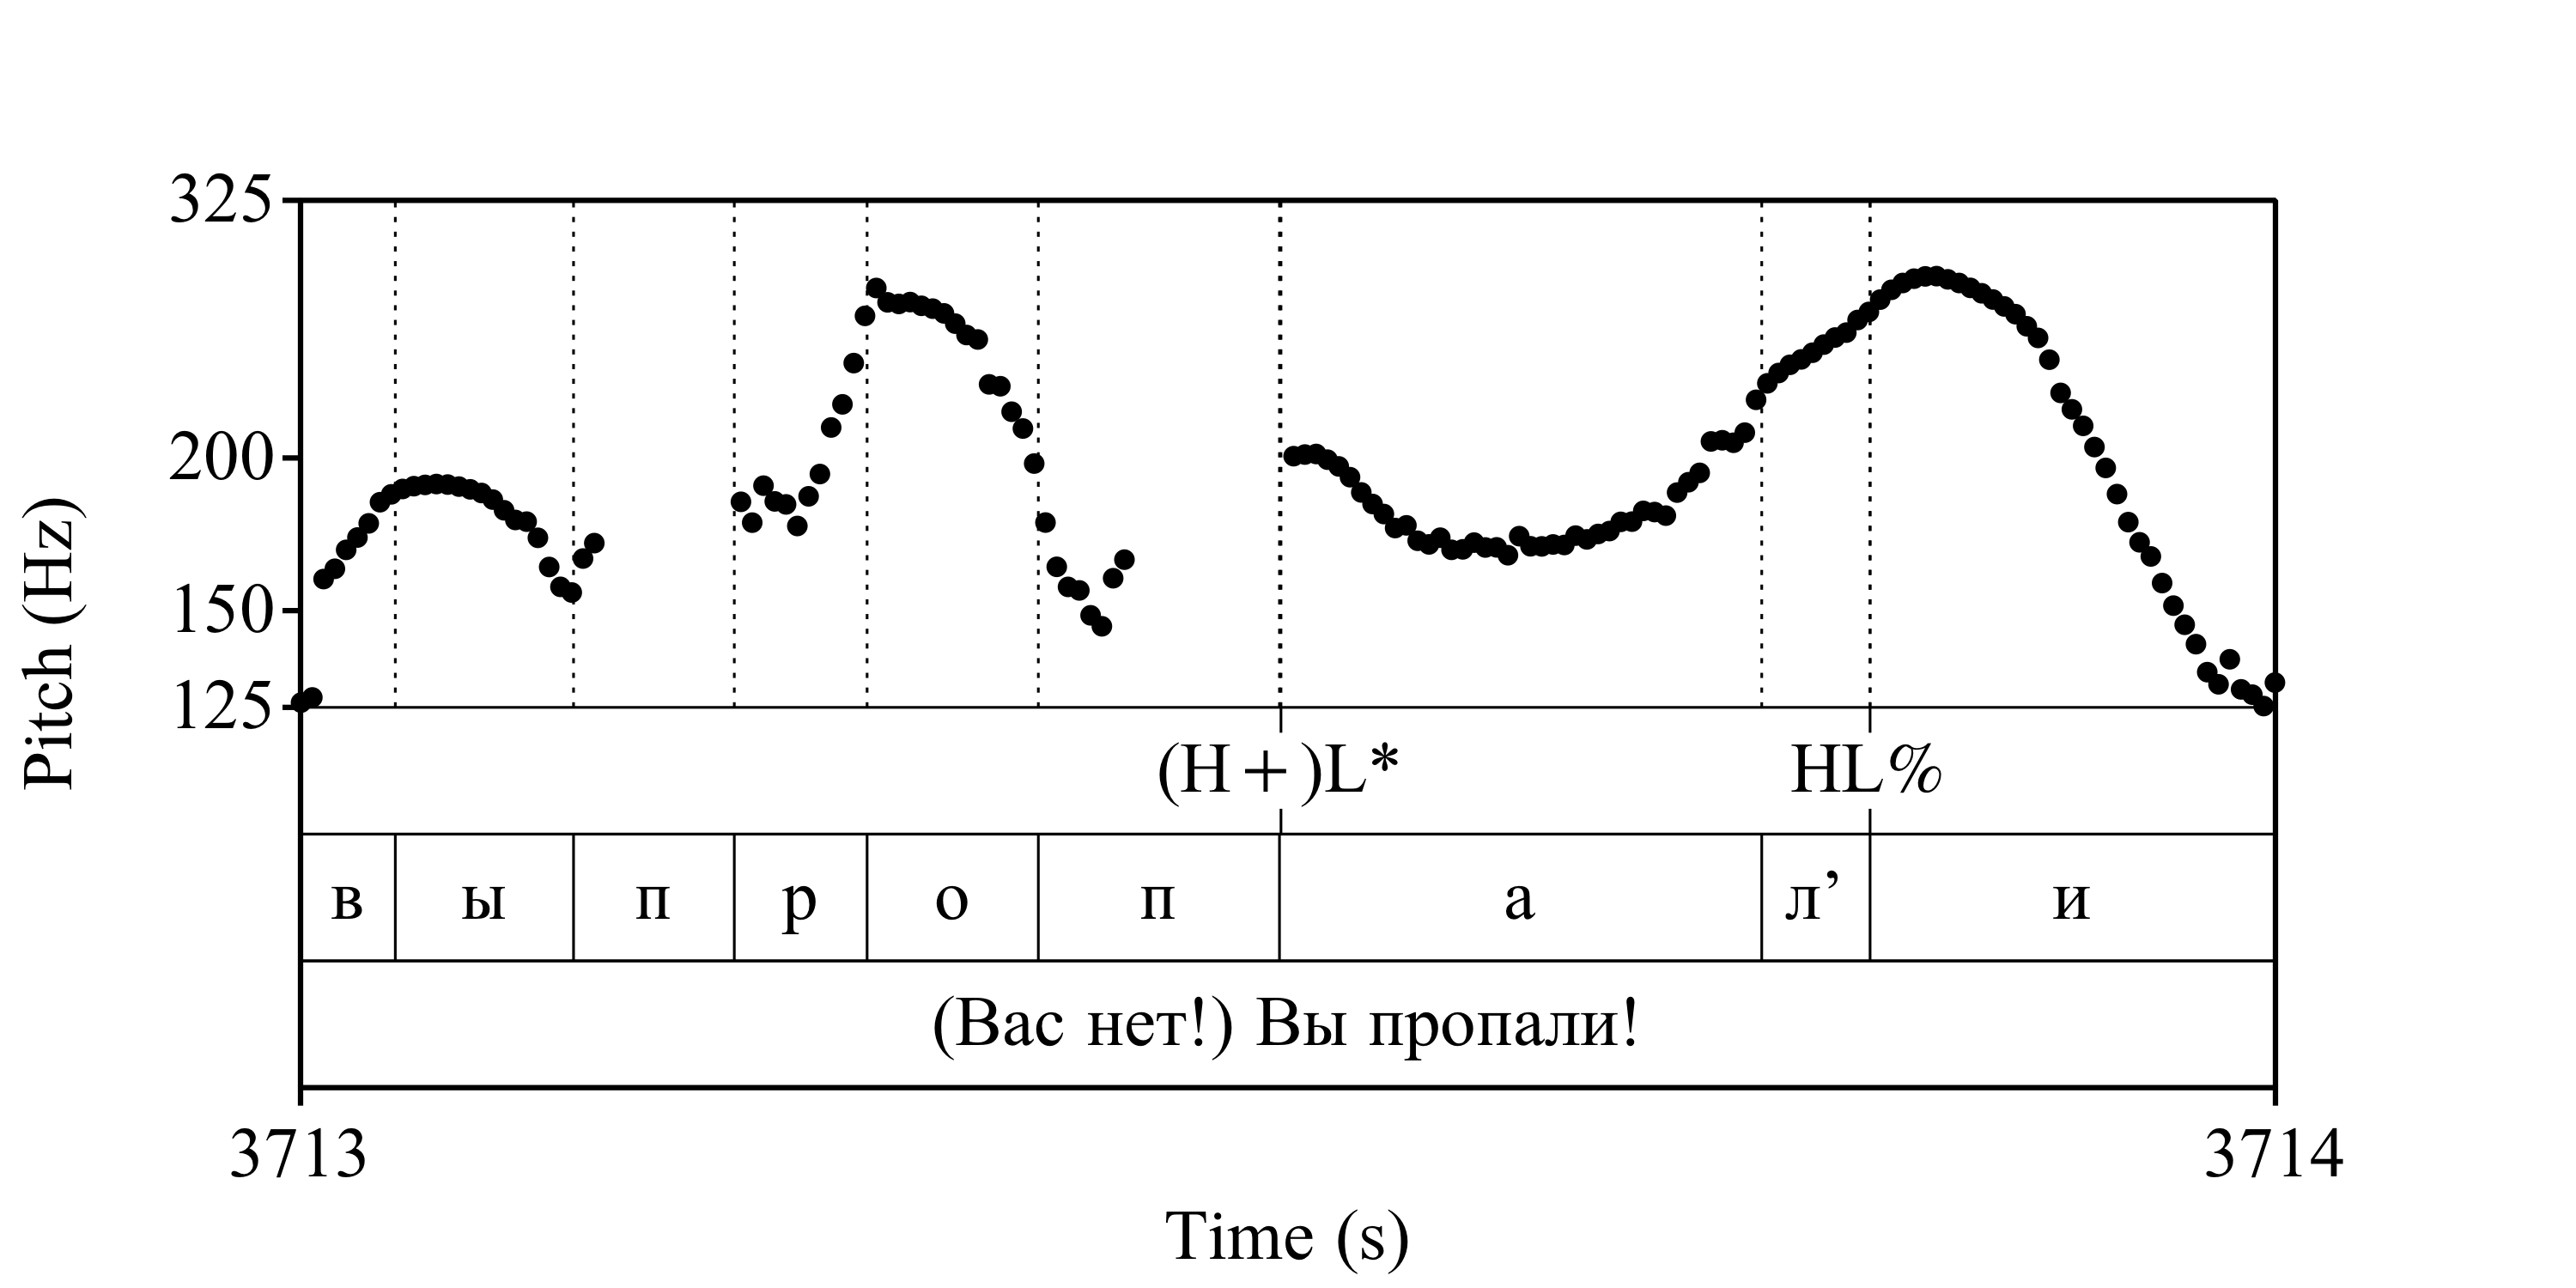 Pitch (Hz)
325
200
150
125
(H+)L* HL%
в ы п р о п а л’ и
(Вас нет!) Вы пропали!
3713 3714
Time (s)